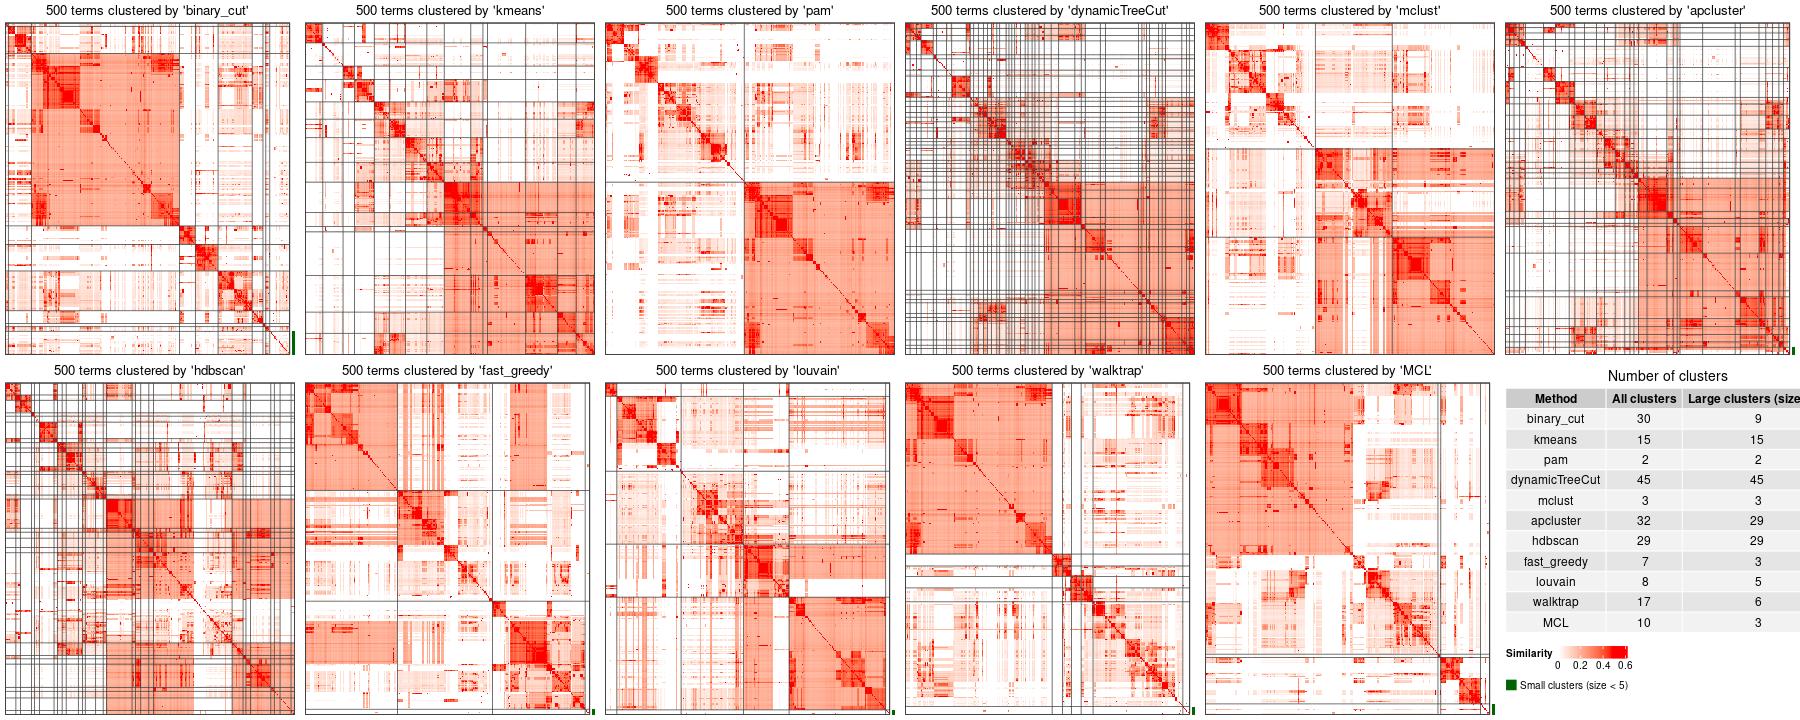 500 terms clustered by 'binary_cut'
500 terms clustered by 'kmeans'
500 terms clustered by 'pam'
500 terms clustered by 'dynamicTreeCut'
500 terms clustered by 'mclust'
500 terms clustered by 'apcluster'
500 terms clustered by 'hdbscan'
500 terms clustered by 'fast_greedy'
500 terms clustered by 'louvain'
500 terms clustered by 'walktrap'
500 terms clustered by 'MCL'
Number of clusters
Method All clusters Large clusters (size
binary_cut 30 9
kmeans 15 15
pam 2 2
dynamicTreeCut 45 45
mclust 3 3
apcluster 32 29
hdbscan 29 29
fast_greedy 7 3
louvain 8 5
walktrap 17 6
MCL 10 3
Similarity
0 0.2 0.4 0.6
Small clusters (size < 5)